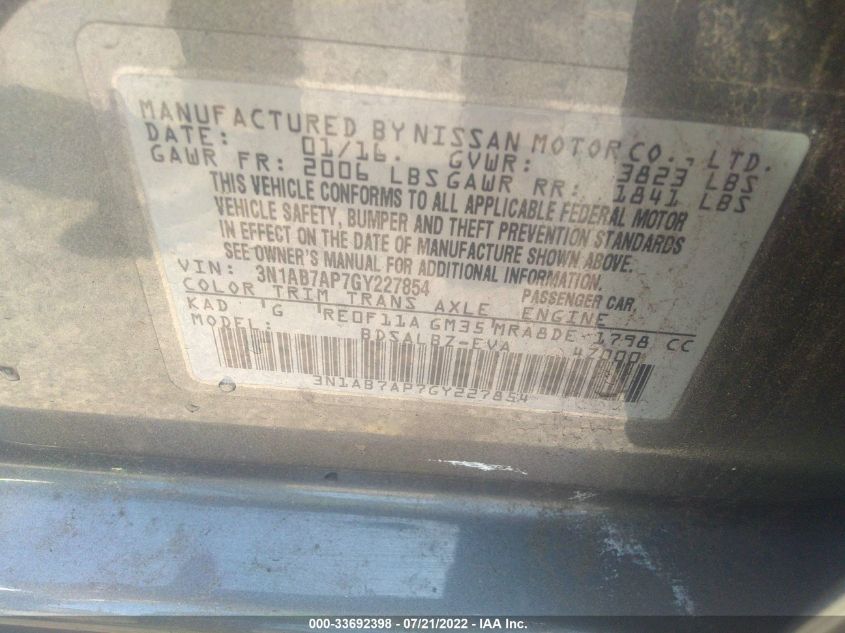 MANUFACTURED BY NISSAN MOTOR CO., LTD.
DATE: 01/16. GVWR: 3823 LBS
GAWR FR: 2006 LBS GAWR RR: 1841 LBS
THIS VEHICLE CONFORMS TO ALL APPLICABLE FEDERAL MOTOR
VEHICLE SAFETY, BUMPER AND THEFT PREVENTION STANDARDS
IN EFFECT ON THE DATE OF MANUFACTURE SHOWN ABOVE.
SEE OWNER'S MANUAL FOR ADDITIONAL INFORMATION.
VIN: 3N1AB7AP7GY227854 PASSENGER CAR
COLOR TRIM TRANS AXLE ENGINE
KAD G RE0F11A GM35 MRA8DE 1798 CC
MODEL: BDSALBZ-EVA 47000
3N1AB7AP7GY227854
000-33692398 - 07/21/2022 - IAA Inc.